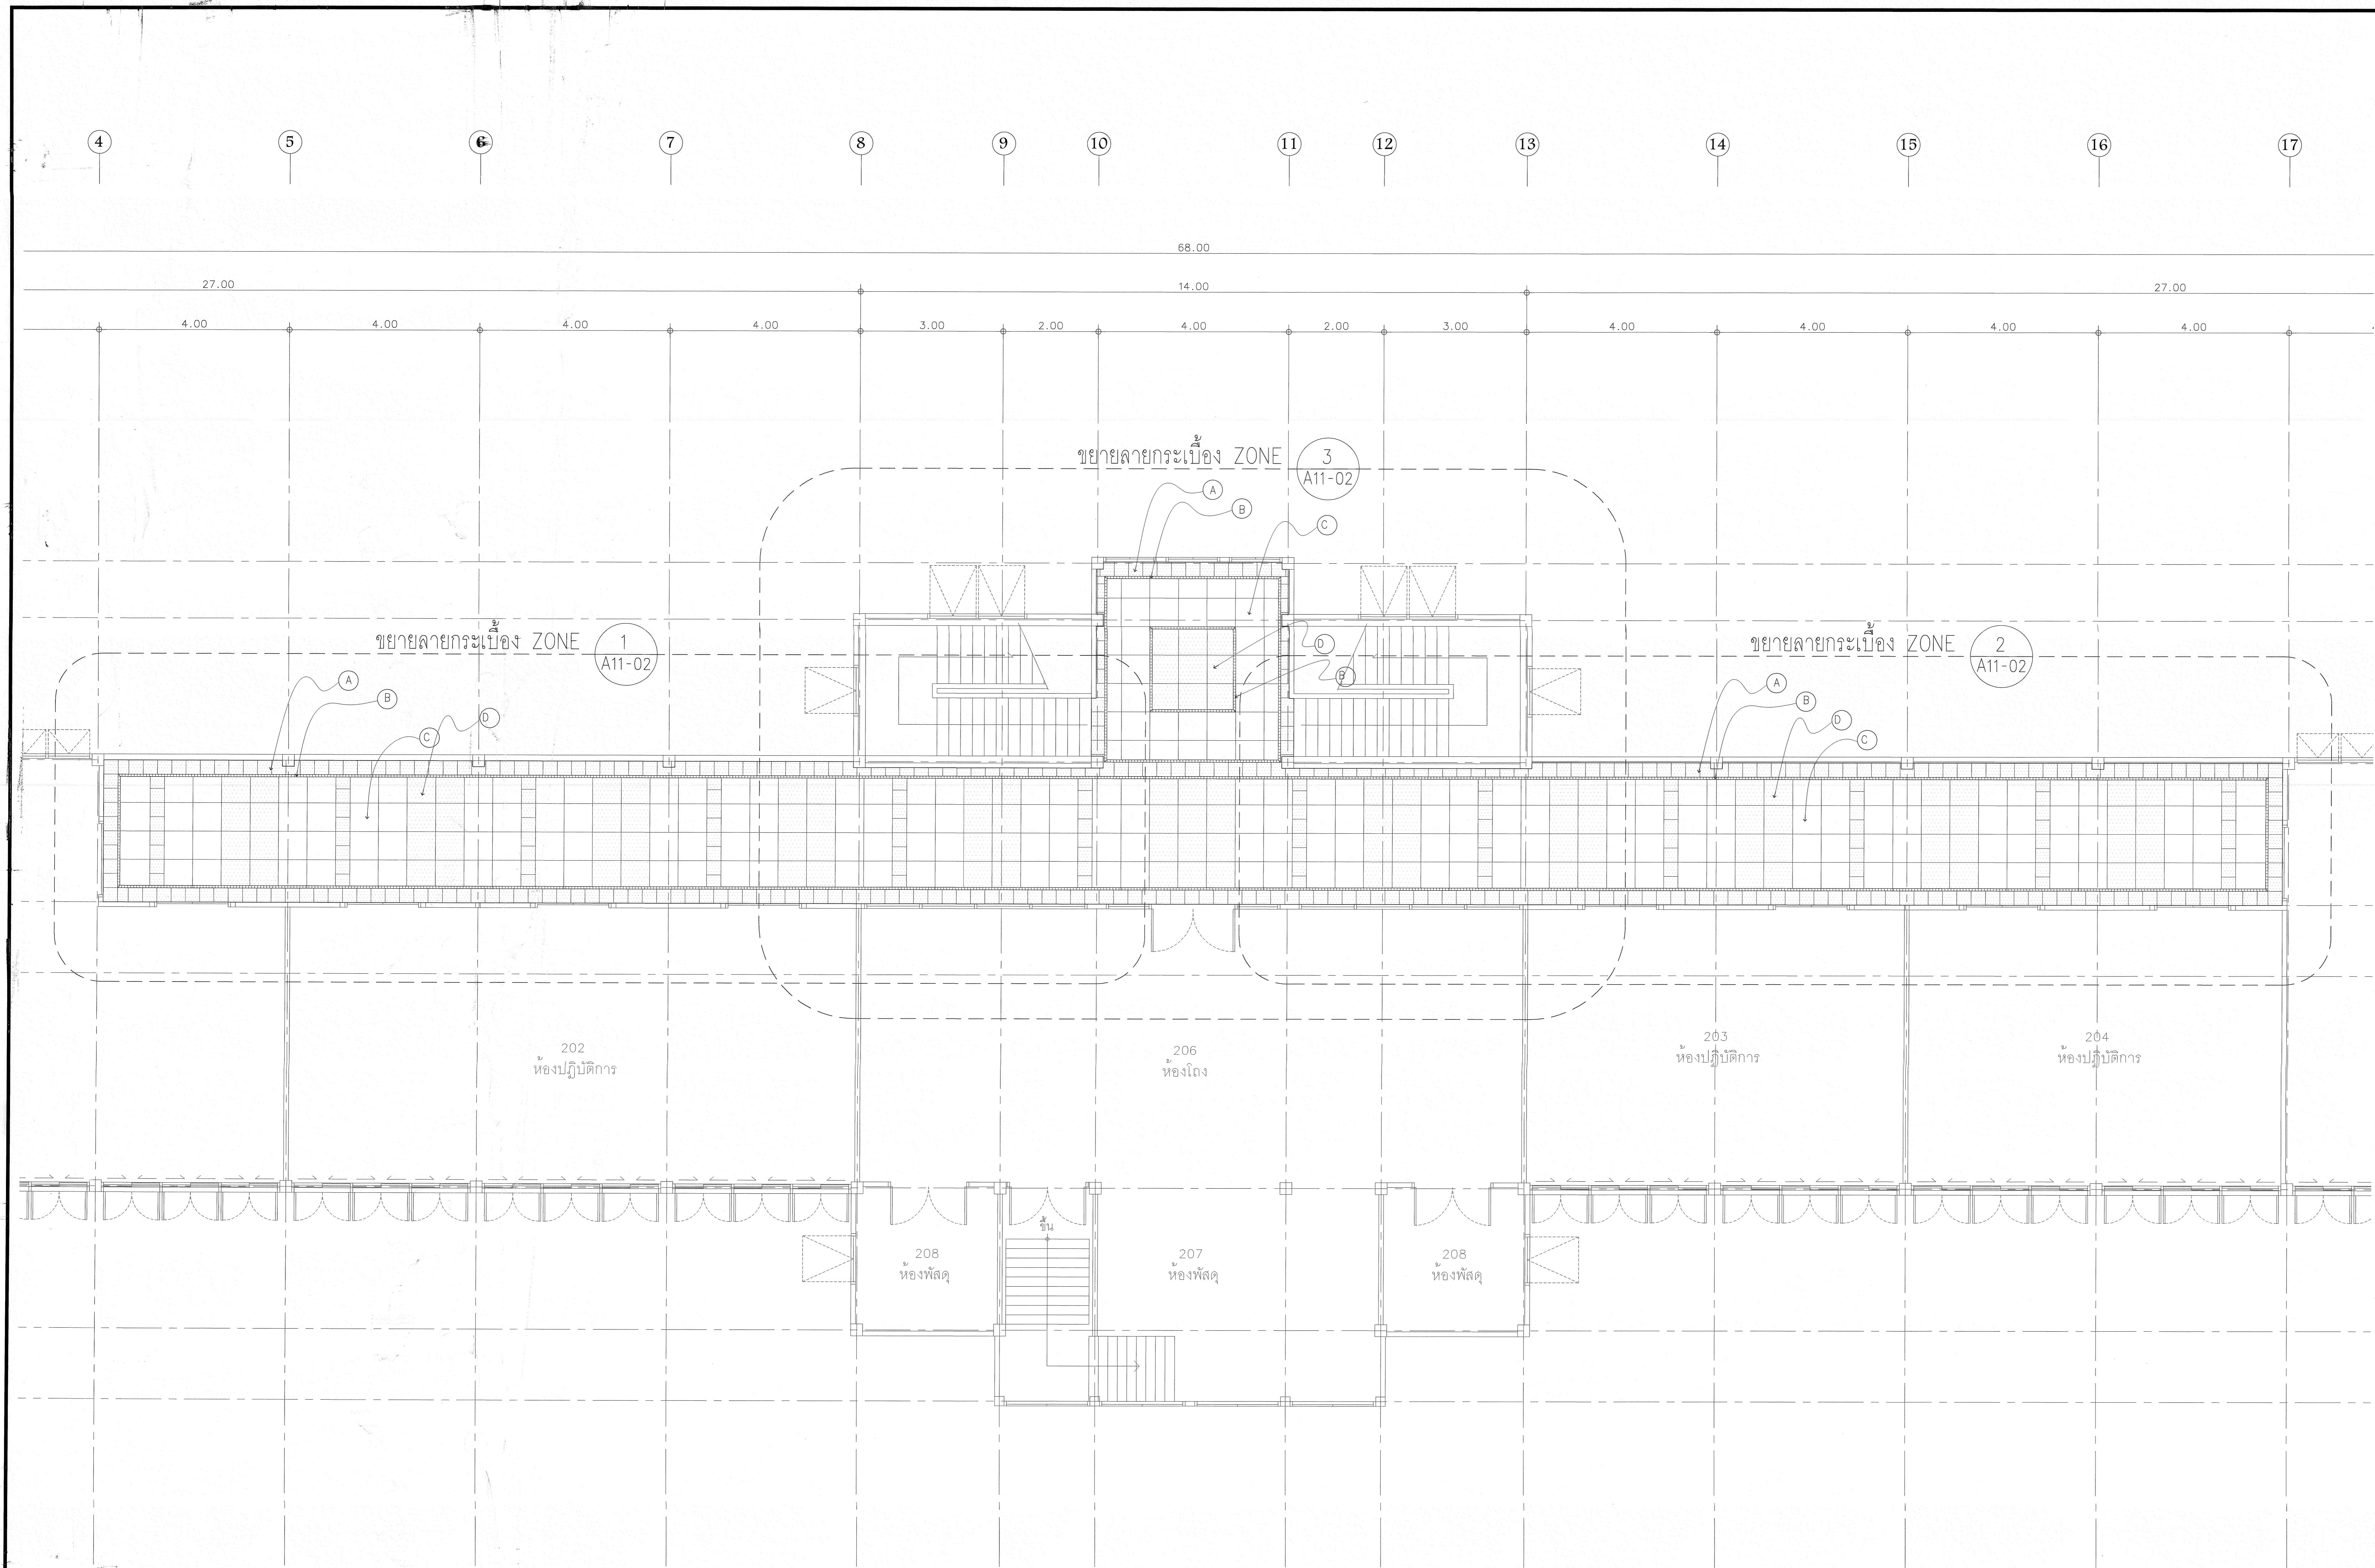 4 5 6 7 8 9 10 11 12 13 14 15 16 17
68.00
27.00 14.00 27.00
4.00 4.00 4.00 4.00 3.00 2.00 4.00 2.00 3.00 4.00 4.00 4.00 4.00
ขยายลายกระเบื้อง ZONE 3
A11-02
A
B
C
D
B
ขยายลายกระเบื้อง ZONE 1
A11-02
A
B
D
C
ขยายลายกระเบื้อง ZONE 2
A11-02
A
B
D
C
202
ห้องปฏิบัติการ
206
ห้องโถง
203
ห้องปฏิบัติการ
204
ห้องปฏิบัติการ
ขึ้น
208
ห้องพัสดุ
207
ห้องพัสดุ
208
ห้องพัสดุ